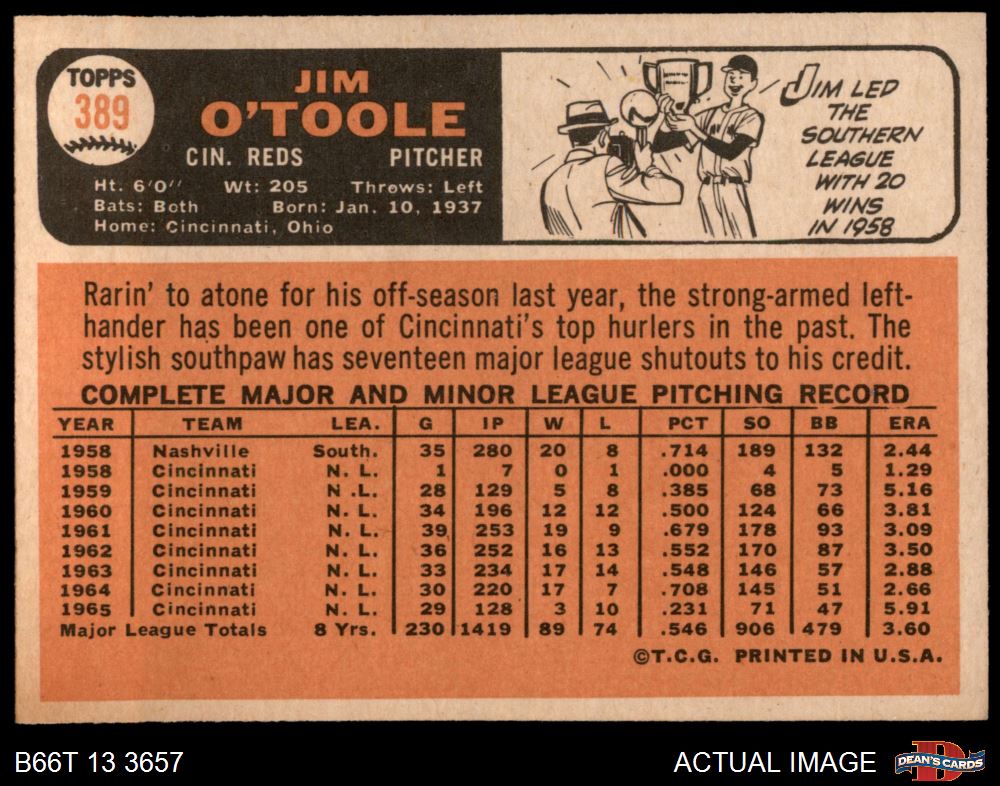 TOPPS
389
JIM
O'TOOLE
CIN. REDS PITCHER
Ht. 6'0" Wt: 205 Throws: Left
Bats: Both Born: Jan. 10, 1937
Home: Cincinnati, Ohio
JIM LED
THE
SOUTHERN
LEAGUE
WITH 20
WINS
IN 1958
Rarin' to atone for his off-season last year, the strong-armed left-
hander has been one of Cincinnati's top hurlers in the past. The
stylish southpaw has seventeen major league shutouts to his credit.
COMPLETE MAJOR AND MINOR LEAGUE PITCHING RECORD
YEAR TEAM LEA. G IP W L PCT SO BB ERA
1958 Nashville South. 35 280 20 8 .714 189 132 2.44
1958 Cincinnati N. L. 1 7 0 1 .000 4 5 1.29
1959 Cincinnati N .L. 28 129 5 8 .385 68 73 5.16
1960 Cincinnati N. L. 34 196 12 12 .500 124 66 3.81
1961 Cincinnati N. L. 39 253 19 9 .679 178 93 3.09
1962 Cincinnati N. L. 36 252 16 13 .552 170 87 3.50
1963 Cincinnati N. L. 33 234 17 14 .548 146 57 2.88
1964 Cincinnati N. L. 30 220 17 7 .708 145 51 2.66
1965 Cincinnati N. L. 29 128 3 10 .231 71 47 5.91
Major League Totals 8 Yrs. 230 1419 89 74 .546 906 479 3.60
©T.C.G. PRINTED IN U.S.A.
B66T 13 3657 ACTUAL IMAGE
D
DEAN'S CARDS